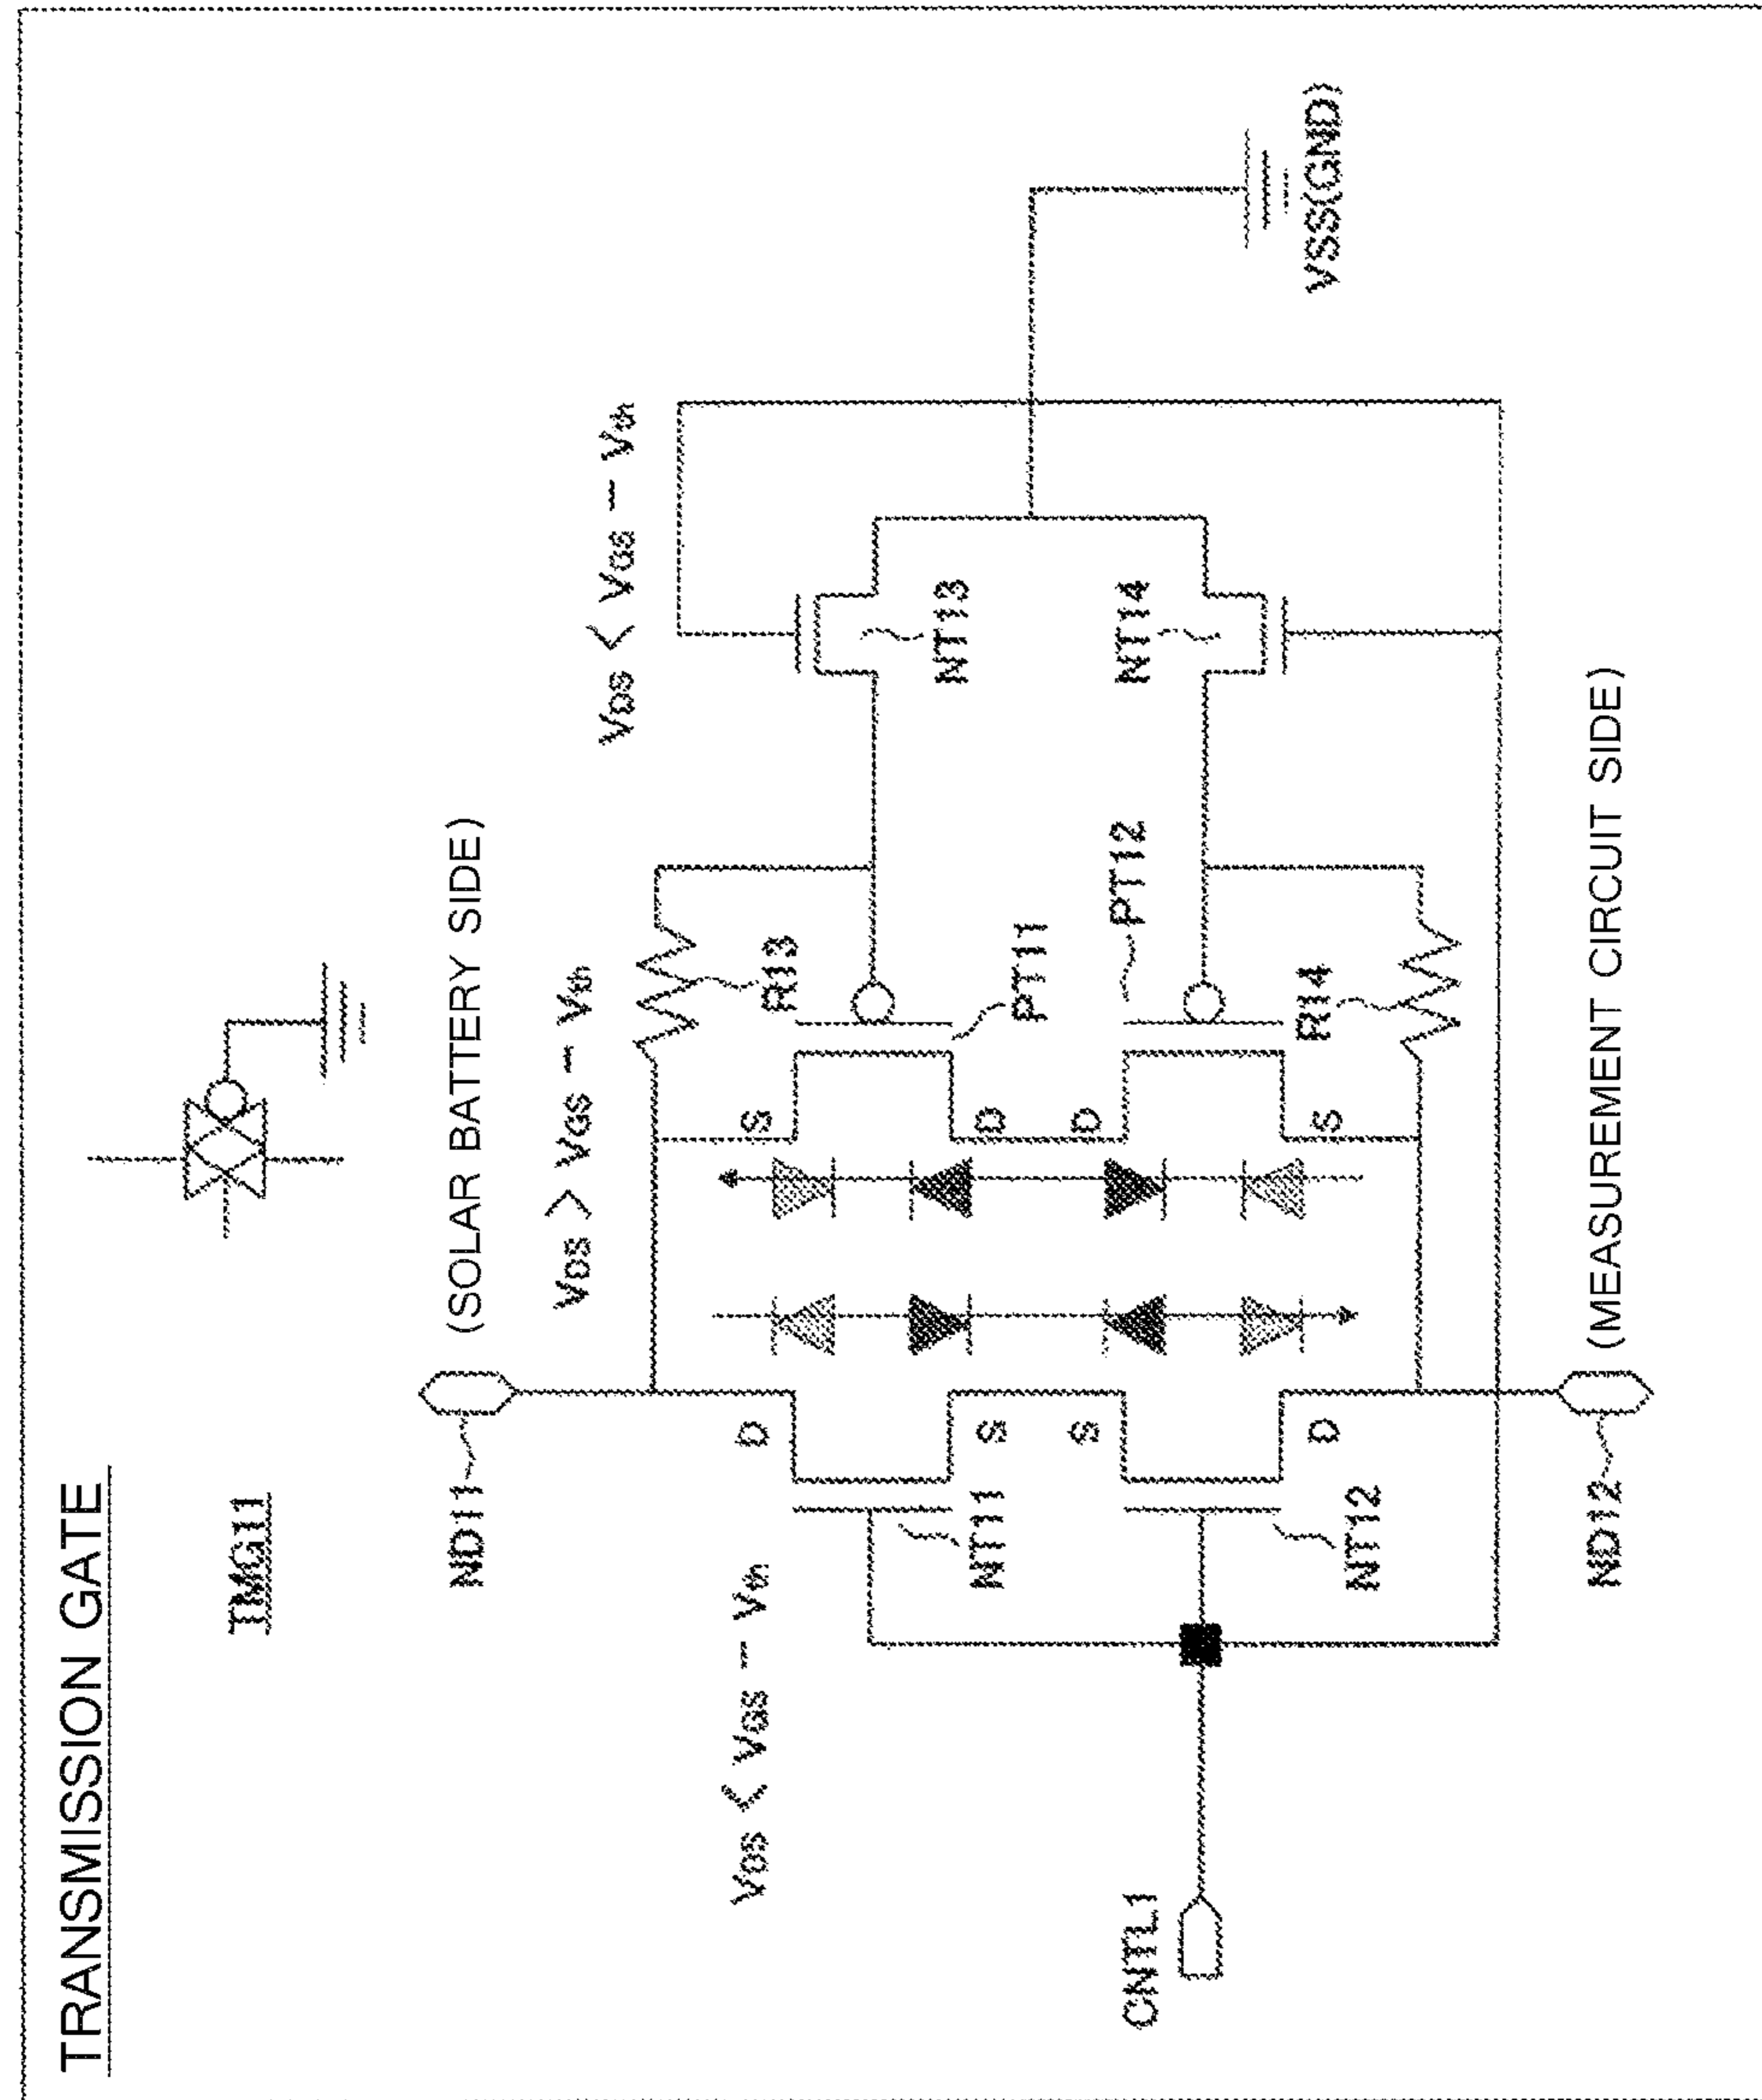 TRANSMISSION GATE
TMG11
ND11
(SOLAR BATTERY SIDE)
VDS > VGS - Vth
VDS < VGS - Vth
VDS < VGS - Vth
R13
D
S
NT11
S
D
PT11
NT13
CNTL1
S
D
PT12
NT14
NT12
D
S
R14
VSS(GND)
ND12
(MEASUREMENT CIRCUIT SIDE)